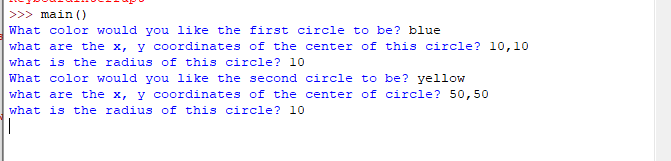 >>> main()
What color would you like the first circle to be? blue
what are the x, y coordinates of the center of this circle? 10,10
what is the radius of this circle? 10
What color would you like the second circle to be? yellow
what are the x, y coordinates of the center of circle? 50,50
what is the radius of this circle? 10